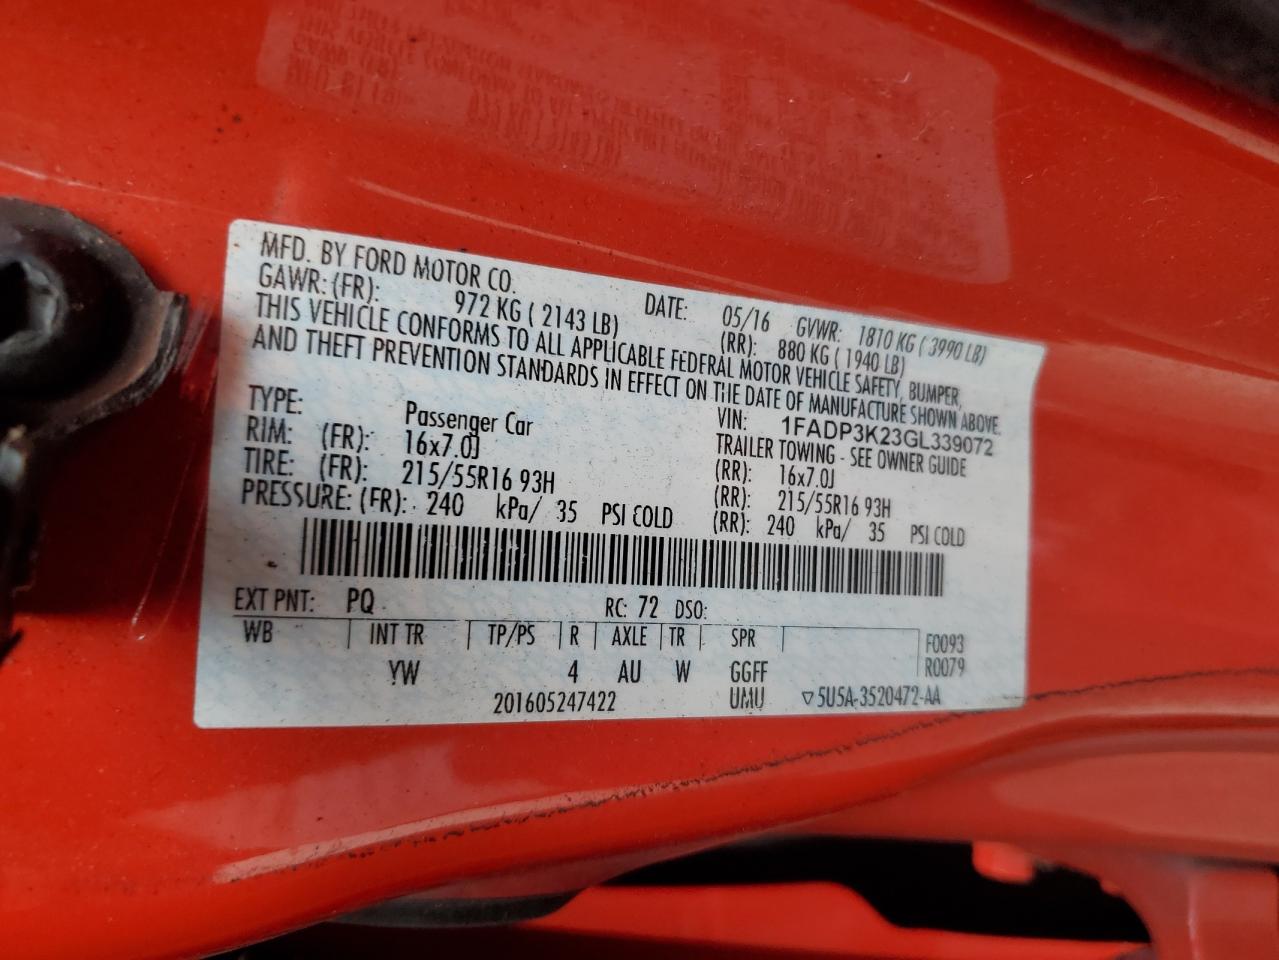 MFD. BY FORD MOTOR CO.
DATE: 05/16 GVWR: 1810 KG ( 3990 LB)
GAWR: (FR): 972 KG ( 2143 LB) (RR): 880 KG ( 1940 LB)
THIS VEHICLE CONFORMS TO ALL APPLICABLE FEDERAL MOTOR VEHICLE SAFETY, BUMPER,
AND THEFT PREVENTION STANDARDS IN EFFECT ON THE DATE OF MANUFACTURE SHOWN ABOVE.
VIN: 1FADP3K23GL339072
TYPE: Passenger Car TRAILER TOWING - SEE OWNER GUIDE
RIM: (FR): 16x7.0J (RR): 16x7.0J
TIRE: (FR): 215/55R16 93H (RR): 215/55R16 93H
PRESSURE: (FR): 240 kPa/ 35 PSI COLD (RR): 240 kPa/ 35 PSI COLD
EXT PNT: PQ RC: 72 DSO:
WB INT TR TP/PS R AXLE TR SPR F0093
YW 4 AU W GGFF R0079
201605247422 UMU ▽5U5A-3520472-AA